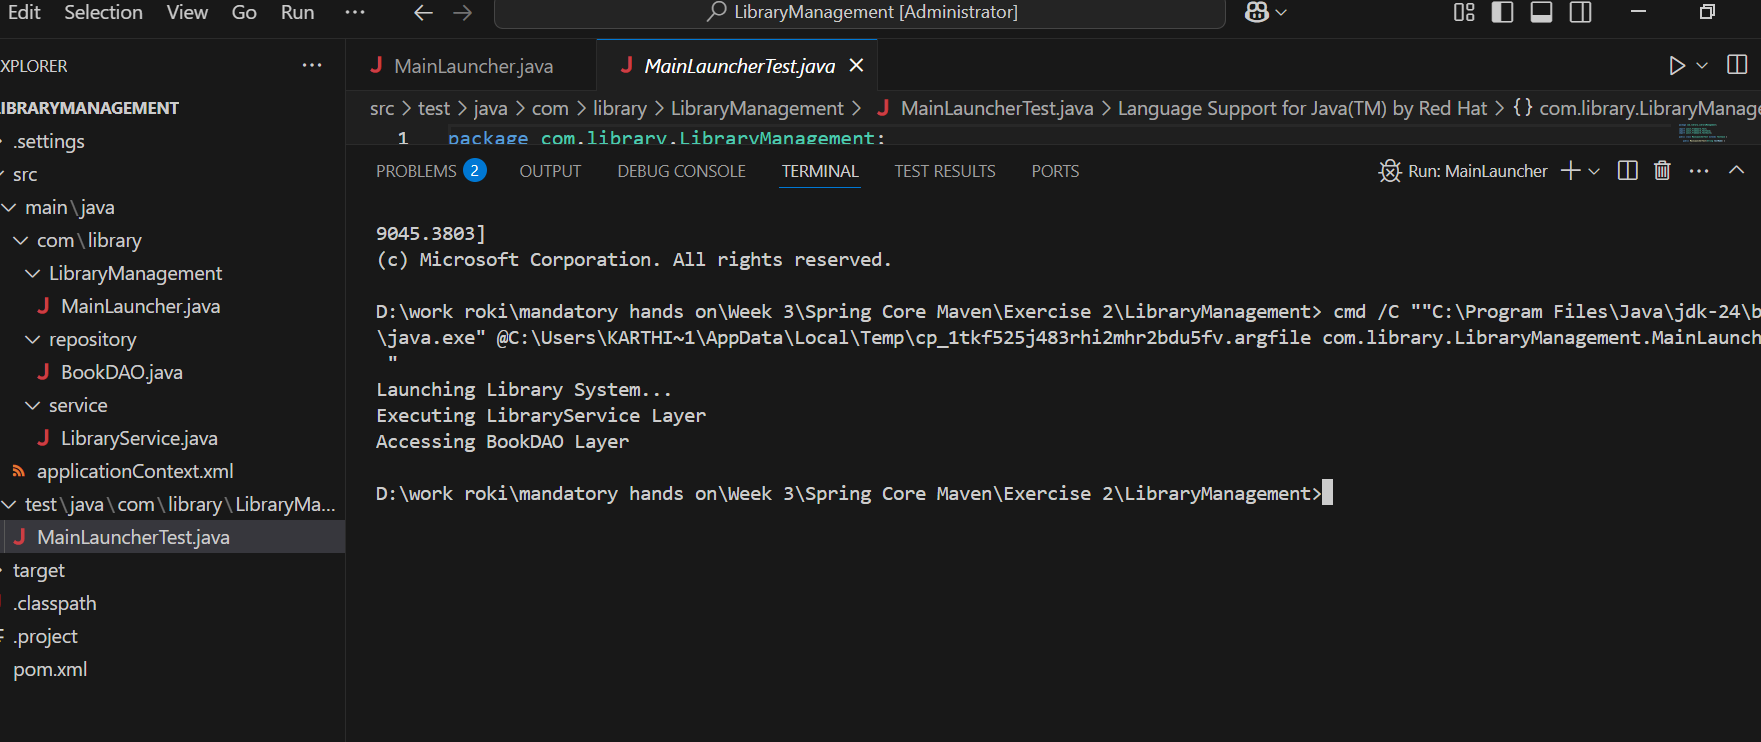 Edit Selection View Go Run ··· LibraryManagement [Administrator]
XPLORER ···
IBRARYMANAGEMENT
.settings
src
main\java
com\library
LibraryManagement
MainLauncher.java
repository
BookDAO.java
service
LibraryService.java
applicationContext.xml
test\java\com\library\LibraryMa...
MainLauncherTest.java
target
.classpath
.project
pom.xml
MainLauncher.java MainLauncherTest.java
src > test > java > com > library > LibraryManagement > MainLauncherTest.java > Language Support for Java(TM) by Red Hat > {} com.library.LibraryManage
1 package com.library.LibraryManagement;
PROBLEMS 2 OUTPUT DEBUG CONSOLE TERMINAL TEST RESULTS PORTS Run: MainLauncher ···
9045.3803]
(c) Microsoft Corporation. All rights reserved.
D:\work roki\mandatory hands on\Week 3\Spring Core Maven\Exercise 2\LibraryManagement> cmd /C ""C:\Program Files\Java\jdk-24\b
\java.exe" @C:\Users\KARTHI~1\AppData\Local\Temp\cp_1tkf525j483rhi2mhr2bdu5fv.argfile com.library.LibraryManagement.MainLaunch
"
Launching Library System...
Executing LibraryService Layer
Accessing BookDAO Layer
D:\work roki\mandatory hands on\Week 3\Spring Core Maven\Exercise 2\LibraryManagement>